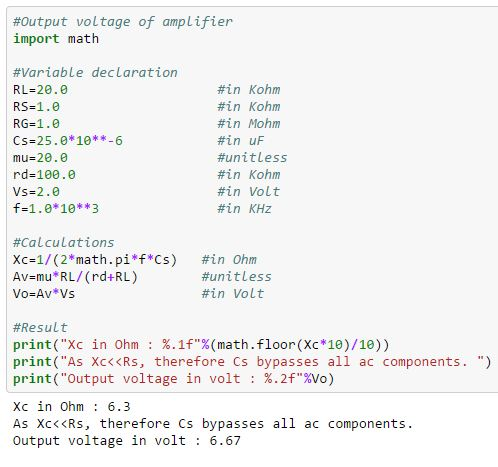 #Output voltage of amplifier
import math
#Variable declaration
RL=20.0 #in Kohm
RS=1.0 #in Kohm
RG=1.0 #in Mohm
Cs=25.0*10**-6 #in uF
mu=20.0 #unitless
rd=100.0 #in Kohm
Vs=2.0 #in Volt
f=1.0*10**3 #in KHz
#Calculations
Xc=1/(2*math.pi*f*Cs) #in Ohm
Av=mu*RL/(rd+RL) #unitless
Vo=Av*Vs #in Volt
#Result
print("Xc in Ohm : %.1f"%(math.floor(Xc*10)/10))
print("As Xc<<Rs, therefore Cs bypasses all ac components. ")
print("Output voltage in volt : %.2f"%Vo)
Xc in Ohm : 6.3
As Xc<<Rs, therefore Cs bypasses all ac components.
Output voltage in volt : 6.67